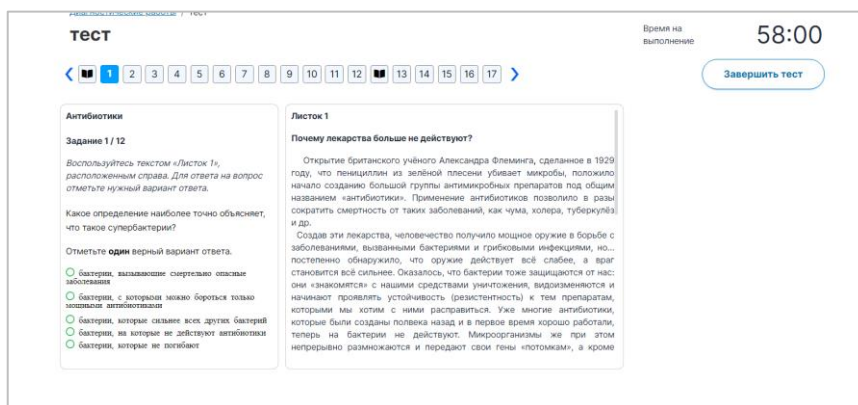 диагностические работы / тест
тест
Время на
выполнение
58:00
1 2 3 4 5 6 7 8 9 10 11 12 13 14 15 16 17
Завершить тест
Антибиотики
Задание 1 / 12
Воспользуйтесь текстом «Листок 1»,
расположенным справа. Для ответа на вопрос
отметьте нужный вариант ответа.
Какое определение наиболее точно объясняет,
что такое супербактерии?
Отметьте один верный вариант ответа.
бактерии, вызывающие смертельно опасные
заболевания
бактерии, с которыми можно бороться только
мощными антибиотиками
бактерии, которые сильнее всех других бактерий
бактерии, на которые не действуют антибиотики
бактерии, которые не погибают
Листок 1
Почему лекарства больше не действуют?
Открытие британского учёного Александра Флеминга, сделанное в 1929
году, что пенициллин из зелёной плесени убивает микробы, положило
начало созданию большой группы антимикробных препаратов под общим
названием «антибиотики». Применение антибиотиков позволило в разы
сократить смертность от таких заболеваний, как чума, холера, туберкулёз
и др.
Создав эти лекарства, человечество получило мощное оружие в борьбе с
заболеваниями, вызванными бактериями и грибковыми инфекциями, но...
постепенно обнаружило, что оружие действует всё слабее, а враг
становится всё сильнее. Оказалось, что бактерии тоже защищаются от нас:
они «знакомятся» с нашими средствами уничтожения, видоизменяются и
начинают проявлять устойчивость (резистентность) к тем препаратам,
которыми мы хотим с ними расправиться. Уже многие антибиотики,
которые были созданы полвека назад и в первое время хорошо работали,
теперь на бактерии не действуют. Микроорганизмы же при этом
непрерывно размножаются и передают свои гены «потомкам», а кроме